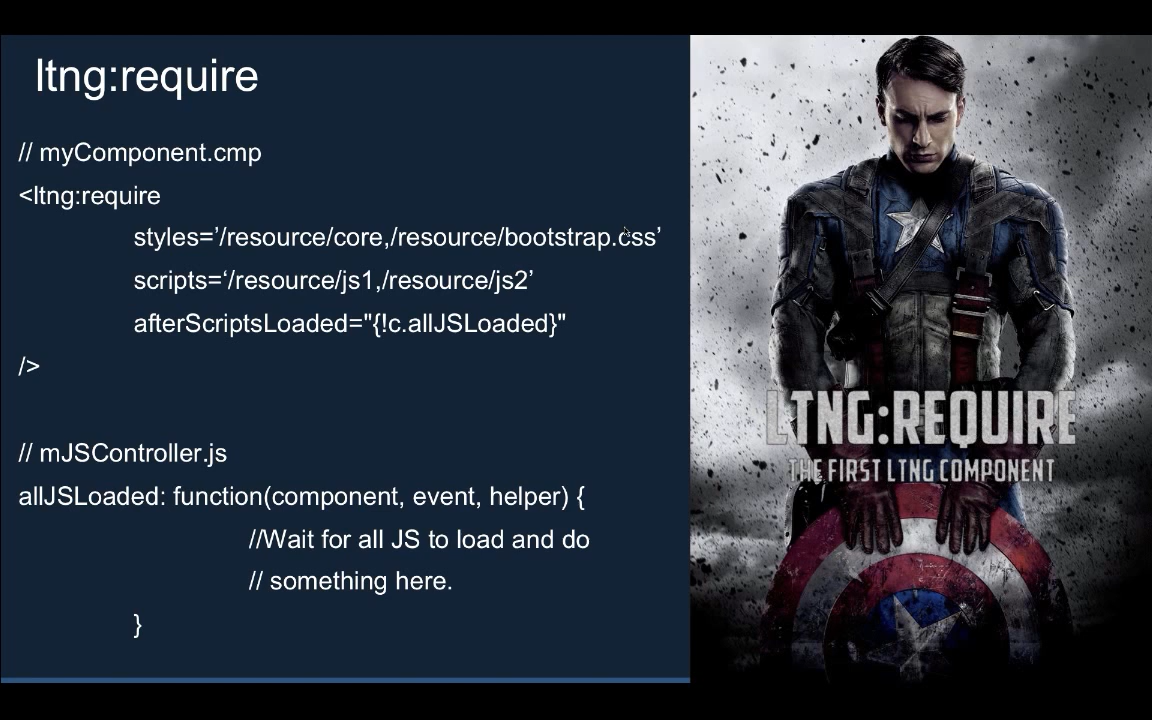 ltng:require
// myComponent.cmp
<ltng:require
styles=’/resource/core,/resource/bootstrap.css’
scripts=‘/resource/js1,/resource/js2’
afterScriptsLoaded="{!c.allJSLoaded}"
/>
// mJSController.js
allJSLoaded: function(component, event, helper) {
//Wait for all JS to load and do
// something here.
}
LTNG:REQUIRE
THE FIRST LTNG COMPONENT